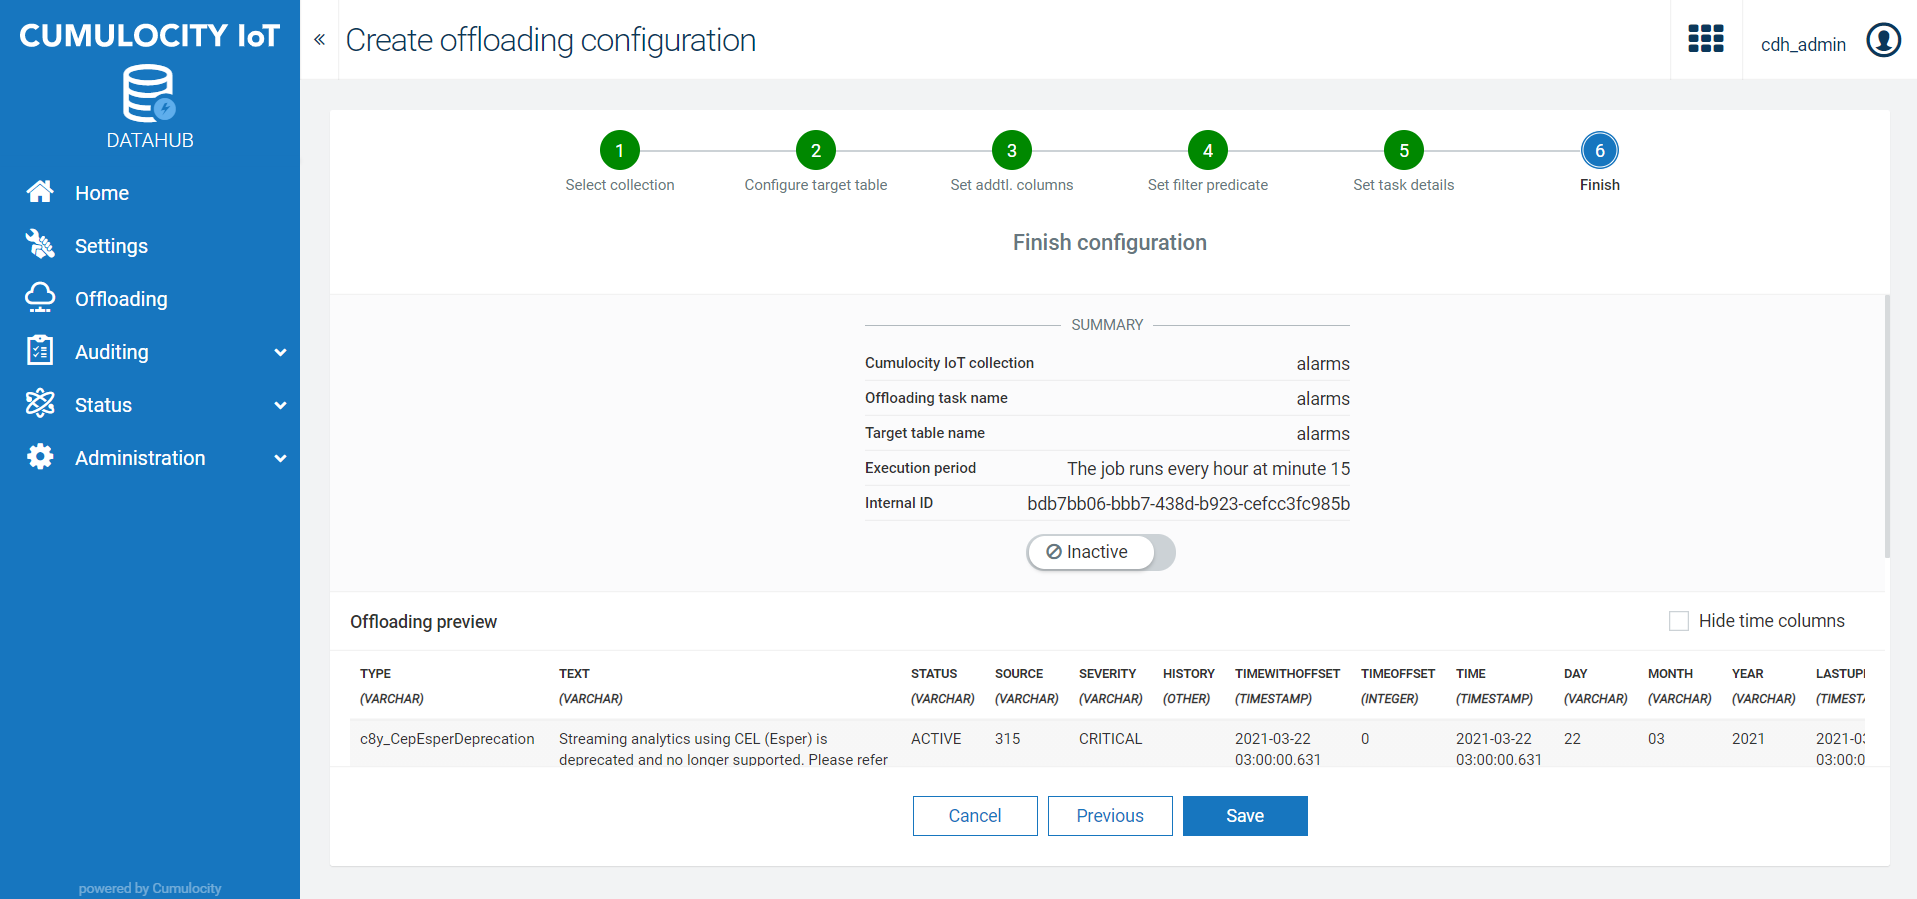 CUMULOCITY IoT
DATAHUB
Home
Settings
Offloading
Auditing
Status
Administration
powered by Cumulocity
«
Create offloading configuration
cdh_admin
1 2 3 4 5 6
Select collection Configure target table Set addtl. columns Set filter predicate Set task details Finish
Finish configuration
SUMMARY
Cumulocity IoT collection alarms
Offloading task name alarms
Target table name alarms
Execution period The job runs every hour at minute 15
Internal ID bdb7bb06-bbb7-438d-b923-cefcc3fc985b
Inactive
Offloading preview Hide time columns
TYPE TEXT STATUS SOURCE SEVERITY HISTORY TIMEWITHOFFSET TIMEOFFSET TIME DAY MONTH YEAR LASTUP
(VARCHAR) (VARCHAR) (VARCHAR) (VARCHAR) (VARCHAR) (OTHER) (TIMESTAMP) (INTEGER) (TIMESTAMP) (VARCHAR) (VARCHAR) (VARCHAR) (TIMEST
c8y_CepEsperDeprecation Streaming analytics using CEL (Esper) is ACTIVE 315 CRITICAL 2021-03-22 0 2021-03-22 22 03 2021 2021-0
deprecated and no longer supported. Please refer 03:00:00.631 03:00:00.631 03:00:0
Cancel Previous Save